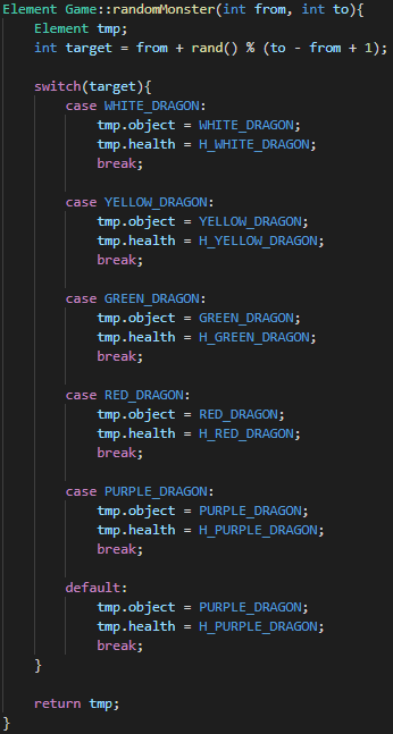 Element Game::randomMonster(int from, int to){
    Element tmp;
    int target = from + rand() % (to - from + 1);

    switch(target){
        case WHITE_DRAGON:
            tmp.object = WHITE_DRAGON;
            tmp.health = H_WHITE_DRAGON;
            break;

        case YELLOW_DRAGON:
            tmp.object = YELLOW_DRAGON;
            tmp.health = H_YELLOW_DRAGON;
            break;

        case GREEN_DRAGON:
            tmp.object = GREEN_DRAGON;
            tmp.health = H_GREEN_DRAGON;
            break;

        case RED_DRAGON:
            tmp.object = RED_DRAGON;
            tmp.health = H_RED_DRAGON;
            break;

        case PURPLE_DRAGON:
            tmp.object = PURPLE_DRAGON;
            tmp.health = H_PURPLE_DRAGON;
            break;

        default:
            tmp.object = PURPLE_DRAGON;
            tmp.health = H_PURPLE_DRAGON;
            break;
    }

    return tmp;
}